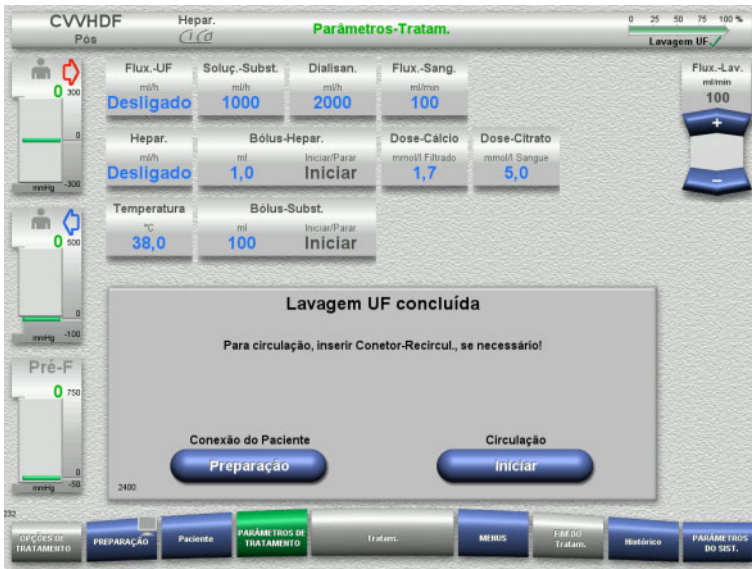 CVVHDF
Pós
Hepar.
CiCa
Parâmetros-Tratam.
0 25 50 75 100 %
Lavagem UF
0 300
0
mmHg -300
Flux.-UF
ml/h
Desligado
Soluç.-Subst.
ml/h
1000
Dialisan.
ml/h
2000
Flux.-Sang.
ml/min
100
Flux.-Lav.
ml/min
100
+
–
Hepar.
ml/h
Desligado
Bólus-Hepar.
ml Iniciar/Parar
1,0 Iniciar
Dose-Cálcio
mmol/l Filtrado
1,7
Dose-Citrato
mmol/l Sangue
5,0
Temperatura
°C
38,0
Bólus-Subst.
ml Iniciar/Parar
100 Iniciar
0 500
0
mmHg -100
Pré-F
0 750
0
mmHg -50
Lavagem UF concluída
Para circulação, inserir Conetor-Recircul., se necessário!
Conexão do Paciente
Preparação
Circulação
Iniciar
2400
232
OPÇÕES DE TRATAMENTO
PREPARAÇÃO
Paciente
PARÂMETROS DE TRATAMENTO
Tratam.
MENUS
FIM DO Tratam.
Histórico
PARÂMETROS DO SIST.